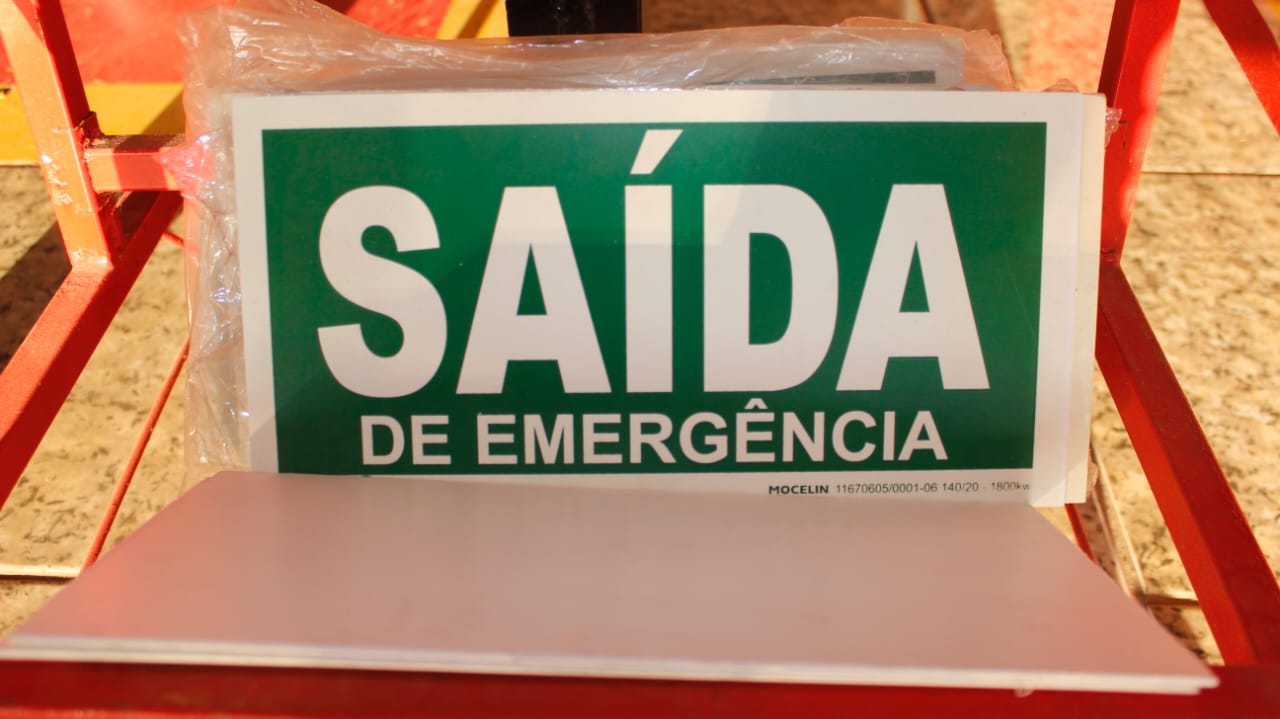 SAÍDA
DE EMERGÊNCIA
MOCELIN 11670605/0001-06 140/20 - 1800kw